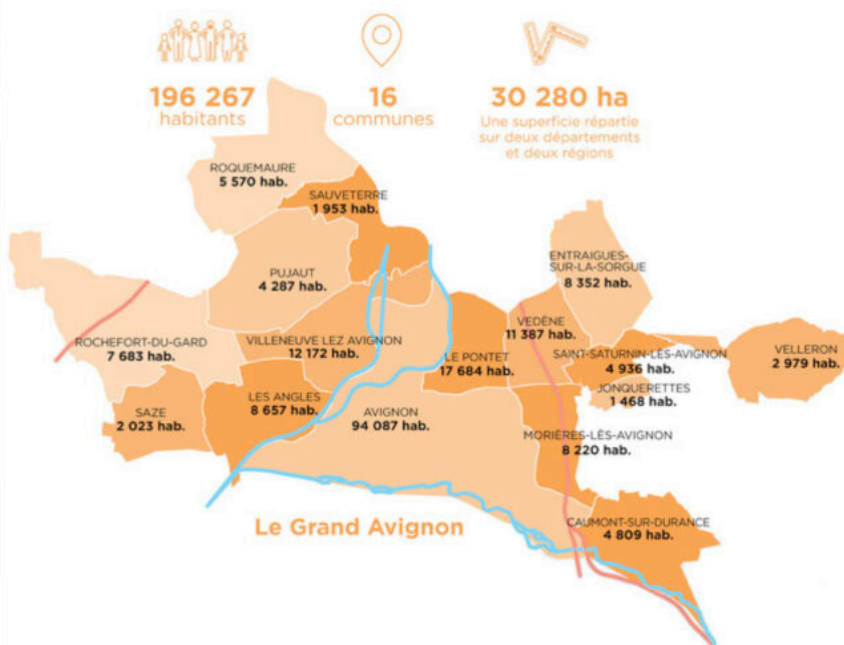 196 267
habitants
16
communes
30 280 ha
Une superficie répartie
sur deux départements
et deux régions
ROQUEMAURE
5 570 hab.
SAUVETERRE
1 953 hab.
PUJAUT
4 287 hab.
ENTRAIGUES-
SUR-LA-SORGUE
8 352 hab.
ROCHEFORT-DU-GARD
7 683 hab.
VILLENEUVE LEZ AVIGNON
12 172 hab.
LE PONTET
17 684 hab.
VEDÈNE
11 387 hab.
SAINT-SATURNIN-LÈS-AVIGNON
4 936 hab.
VELLERON
2 979 hab.
JONQUERETTES
1 468 hab.
SAZE
2 023 hab.
LES ANGLES
8 657 hab.
AVIGNON
94 087 hab.
MORIÈRES-LÈS-AVIGNON
8 220 hab.
Le Grand Avignon
CAUMONT-SUR-DURANCE
4 809 hab.